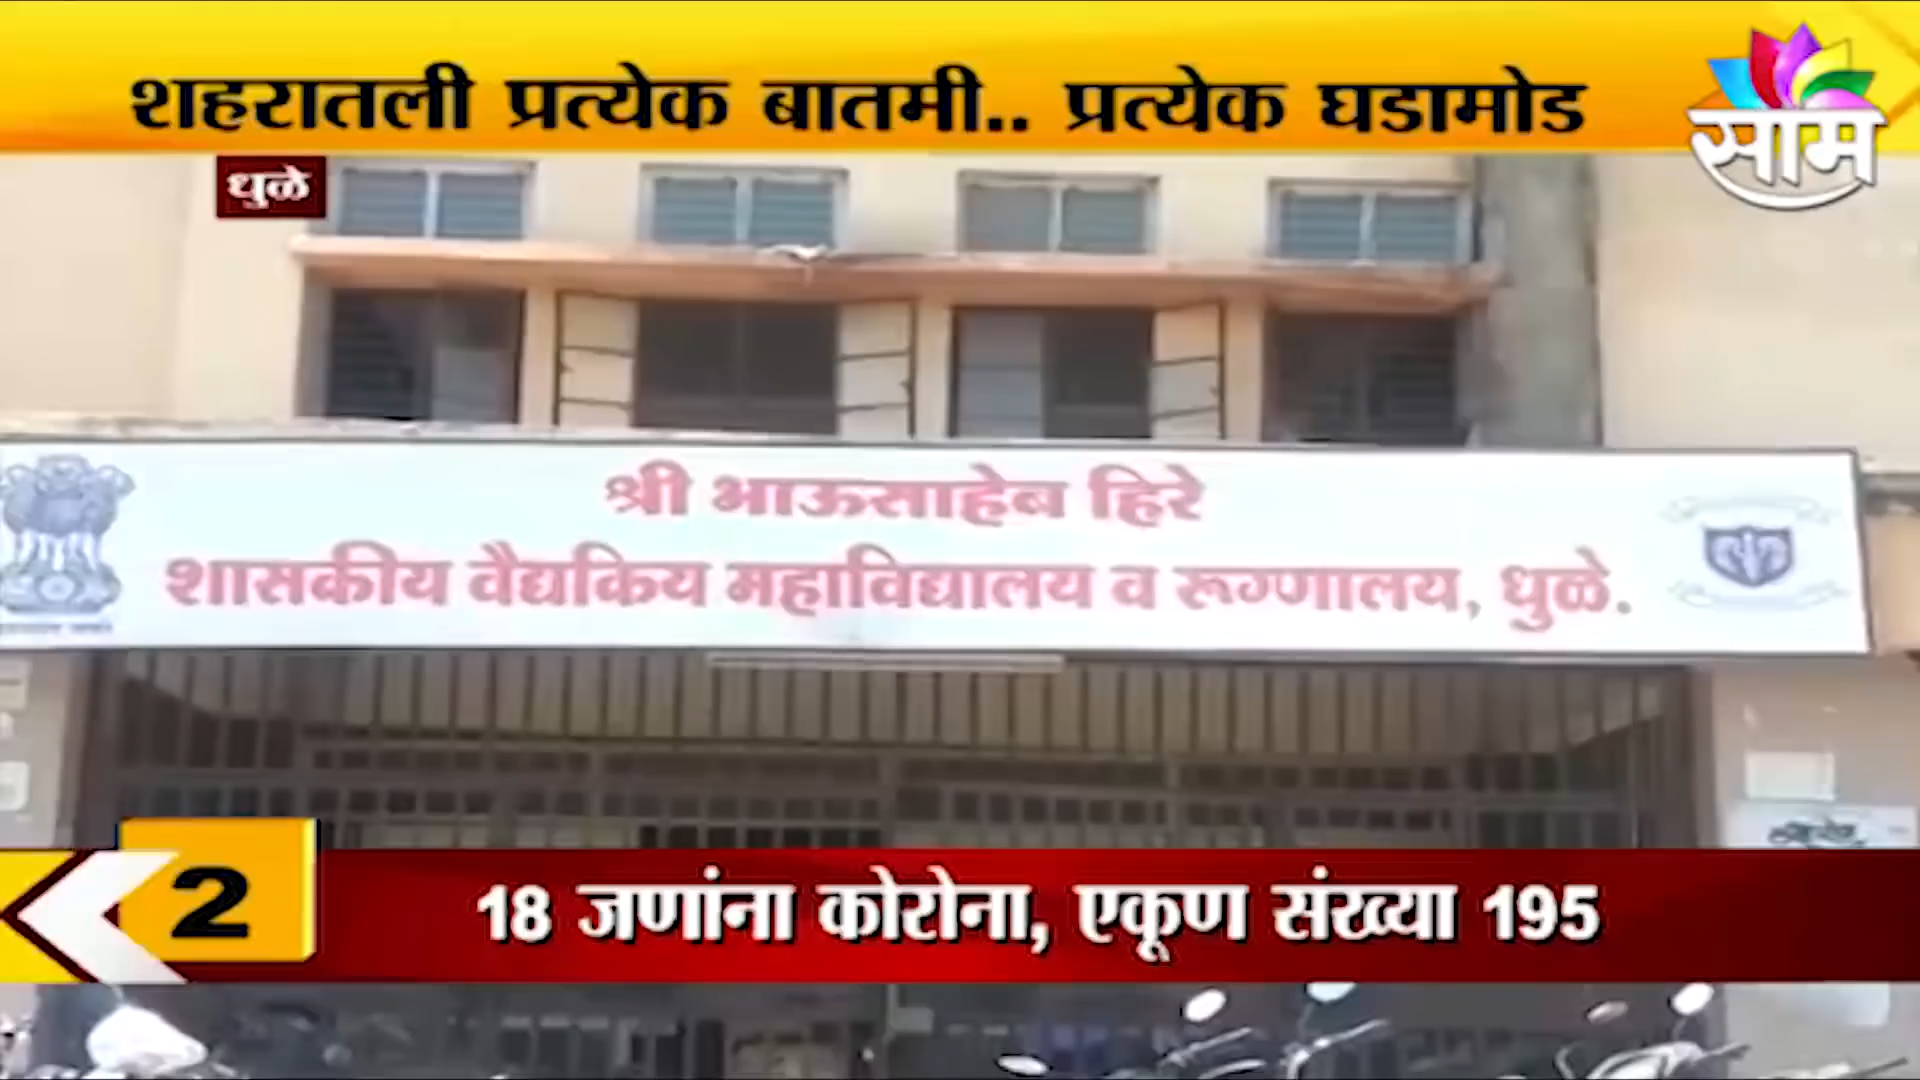 शहरातली प्रत्येक बातमी.. प्रत्येक घडामोड
साम
धुळे
श्री भाऊसाहेब हिरे
शासकीय वैद्यकिय महाविद्यालय व रूग्णालय, धुळे.
2
18 जणांना कोरोना, एकूण संख्या 195